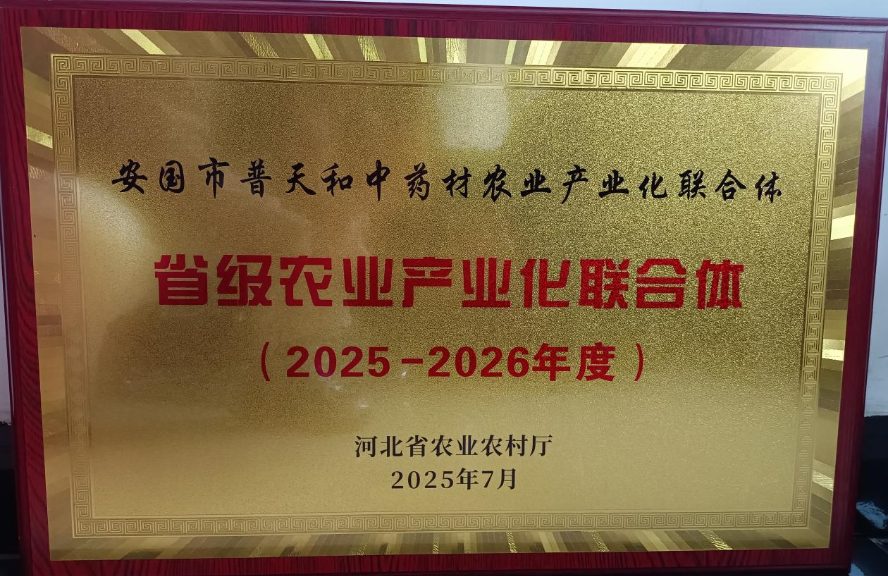 安国市普天和中药材农业产业化联合体
省级农业产业化联合体
（2025-2026年度）
河北省农业农村厅
2025年7月